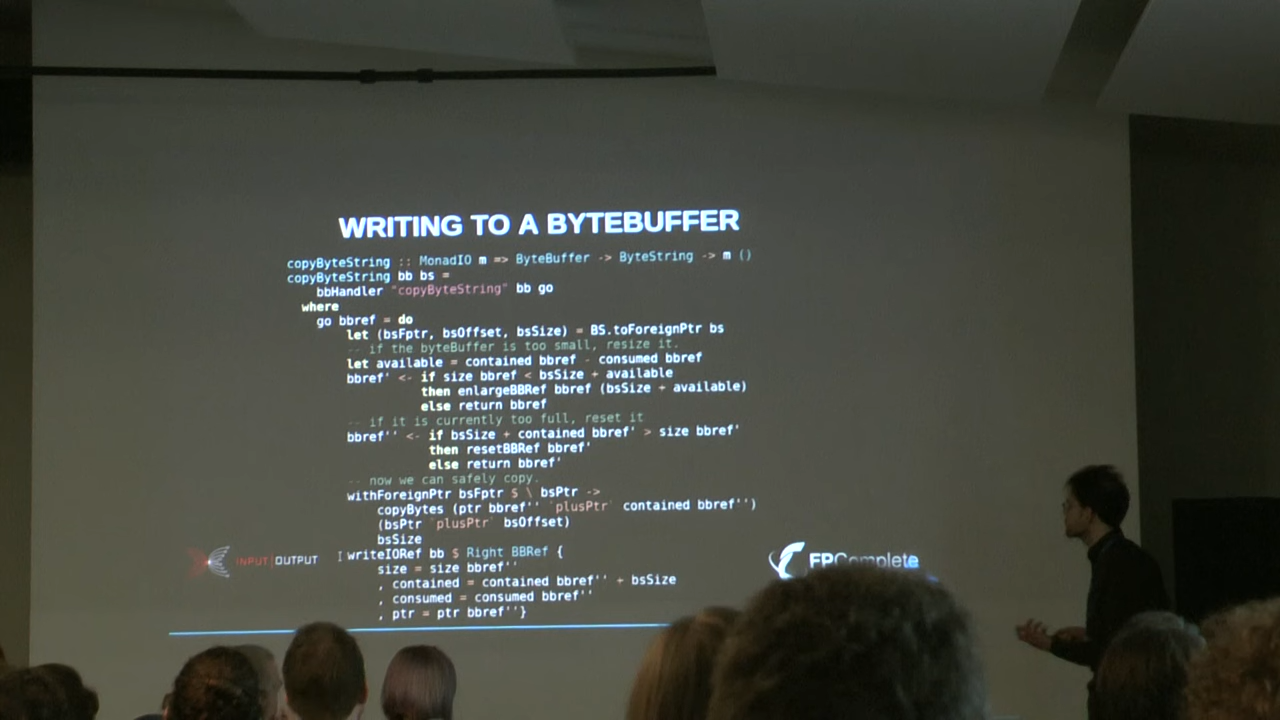 WRITING TO A BYTEBUFFER
copyByteString :: MonadIO m => ByteBuffer -> ByteString -> m ()
copyByteString bb bs =
bbHandler "copyByteString" bb go
where
go bbref = do
let (bsFptr, bsOffset, bsSize) = BS.toForeignPtr bs
-- if the byteBuffer is too small, resize it.
let available = contained bbref - consumed bbref
bbref' <- if size bbref < bsSize + available
then enlargeBBRef bbref (bsSize + available)
else return bbref
-- if it is currently too full, reset it
bbref'' <- if bsSize + contained bbref' > size bbref'
then resetBBRef bbref'
else return bbref'
-- now we can safely copy.
withForeignPtr bsFptr $ \ bsPtr ->
copyBytes (ptr bbref'' `plusPtr` contained bbref'')
(bsPtr `plusPtr` bsOffset)
bsSize
writeIORef bb $ Right BBRef {
size = size bbref''
, contained = contained bbref'' + bsSize
, consumed = consumed bbref''
, ptr = ptr bbref''}
INPUT|OUTPUT
FPComplete